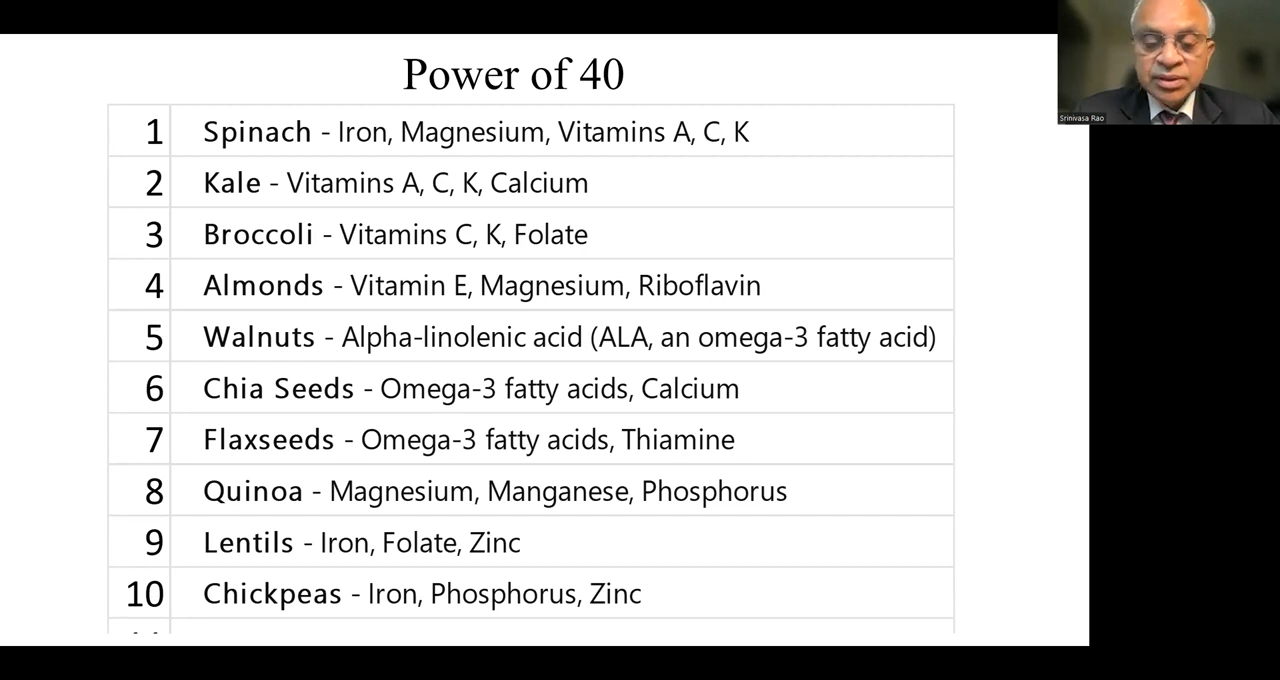 Power of 40
1 Spinach - Iron, Magnesium, Vitamins A, C, K
2 Kale - Vitamins A, C, K, Calcium
3 Broccoli - Vitamins C, K, Folate
4 Almonds - Vitamin E, Magnesium, Riboflavin
5 Walnuts - Alpha-linolenic acid (ALA, an omega-3 fatty acid)
6 Chia Seeds - Omega-3 fatty acids, Calcium
7 Flaxseeds - Omega-3 fatty acids, Thiamine
8 Quinoa - Magnesium, Manganese, Phosphorus
9 Lentils - Iron, Folate, Zinc
10 Chickpeas - Iron, Phosphorus, Zinc
Srinivasa Rao